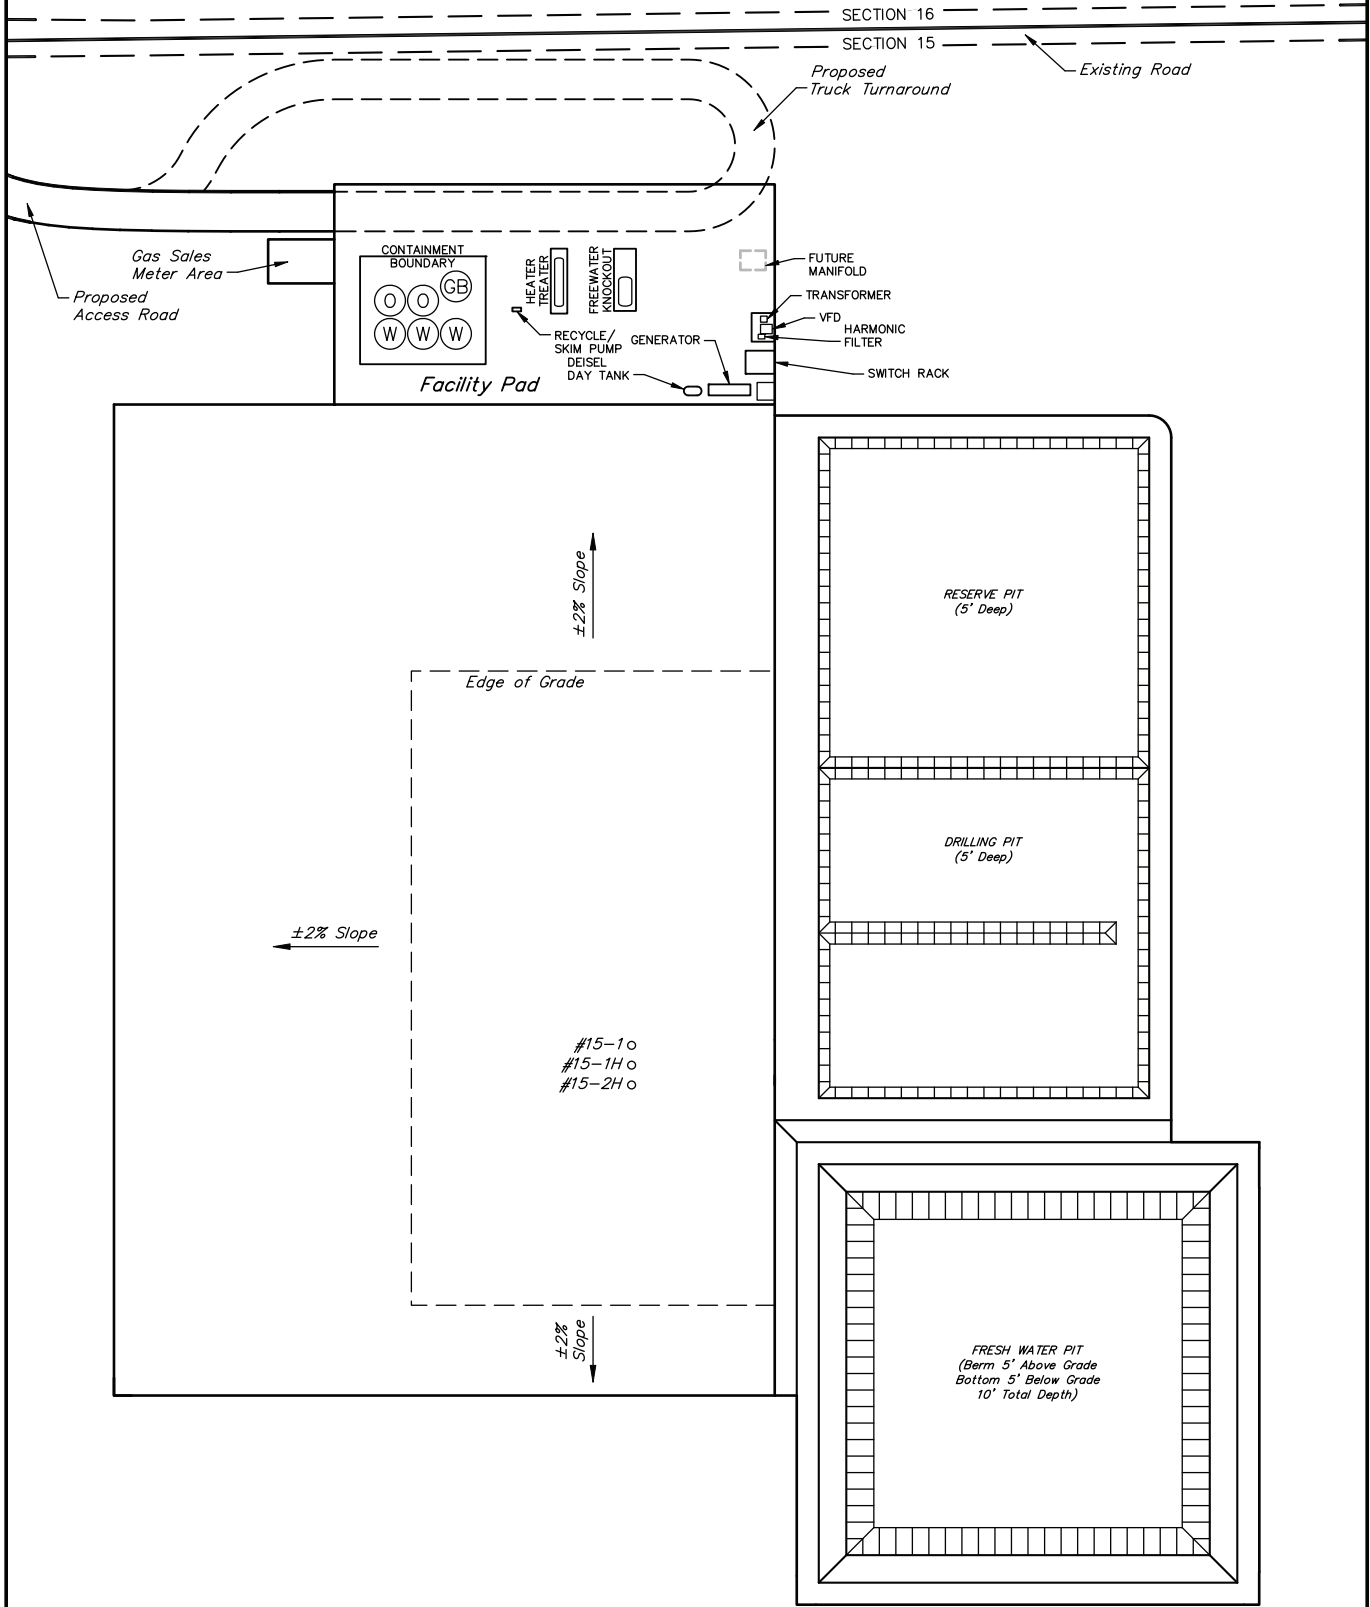 SECTION 16
SECTION 15
Existing Road
Proposed
Truck Turnaround
Gas Sales
Meter Area
Proposed
Access Road
CONTAINMENT
BOUNDARY
GB
O
O
W
W
W
HEATER
TREATER
FREEWATER
KNOCKOUT
FUTURE
MANIFOLD
TRANSFORMER
VFD
HARMONIC
FILTER
RECYCLE/
SKIM PUMP
GENERATOR
DEISEL
DAY TANK
SWITCH RACK
Facility Pad
±2% Slope
RESERVE PIT
(5' Deep)
Edge of Grade
DRILLING PIT
(5' Deep)
±2% Slope
#15-1
#15-1H
#15-2H
±2%
Slope
FRESH WATER PIT
(Berm 5' Above Grade
Bottom 5' Below Grade
10' Total Depth)